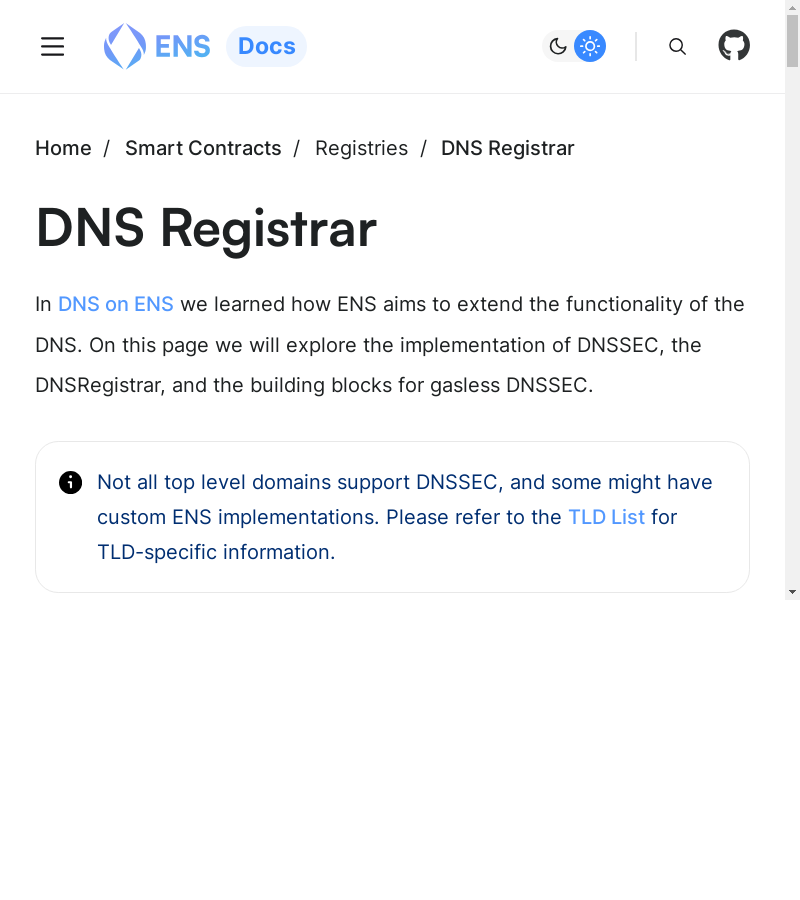 ENS Docs
Home / Smart Contracts / Registries / DNS Registrar
DNS Registrar
In DNS on ENS we learned how ENS aims to extend the functionality of the
DNS. On this page we will explore the implementation of DNSSEC, the
DNSRegistrar, and the building blocks for gasless DNSSEC.
Not all top level domains support DNSSEC, and some might have
custom ENS implementations. Please refer to the TLD List for
TLD-specific information.